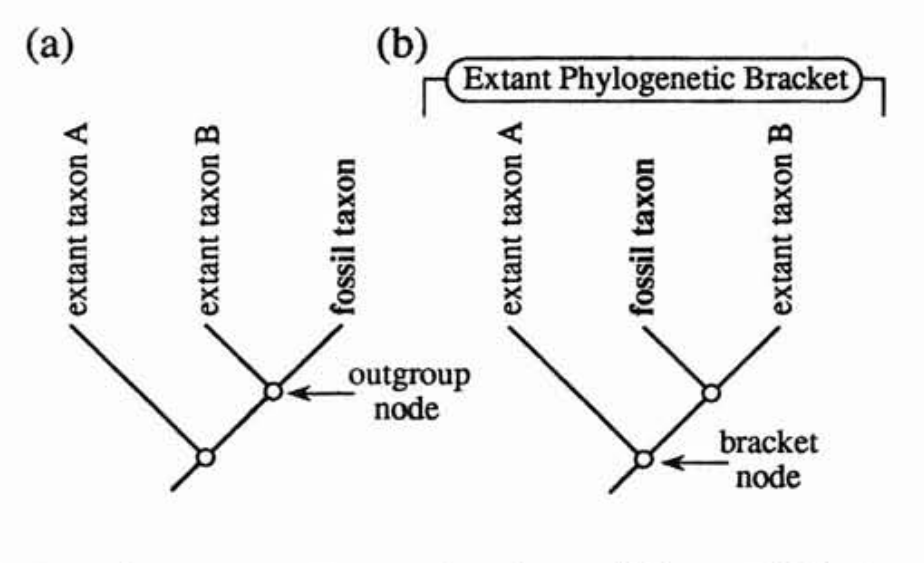 (a)
extant taxon A
extant taxon B
fossil taxon
outgroup
node
(b)
Extant Phylogenetic Bracket
extant taxon A
fossil taxon
extant taxon B
bracket
node